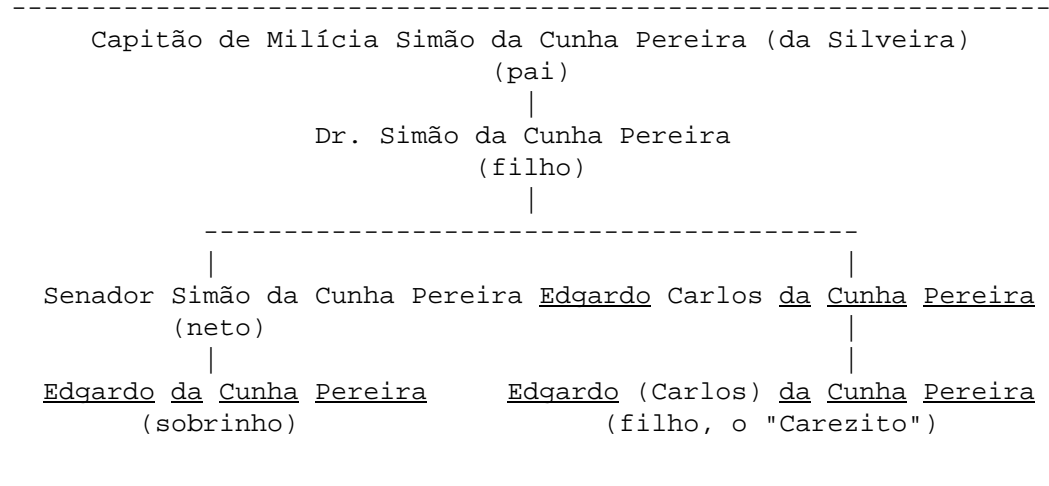 Capitão de Milícia Simão da Cunha Pereira (da Silveira)
(pai)
Dr. Simão da Cunha Pereira
(filho)
Senador Simão da Cunha Pereira Edgardo Carlos da Cunha Pereira
(neto)
Edgardo da Cunha Pereira Edgardo (Carlos) da Cunha Pereira
(sobrinho) (filho, o "Carezito")